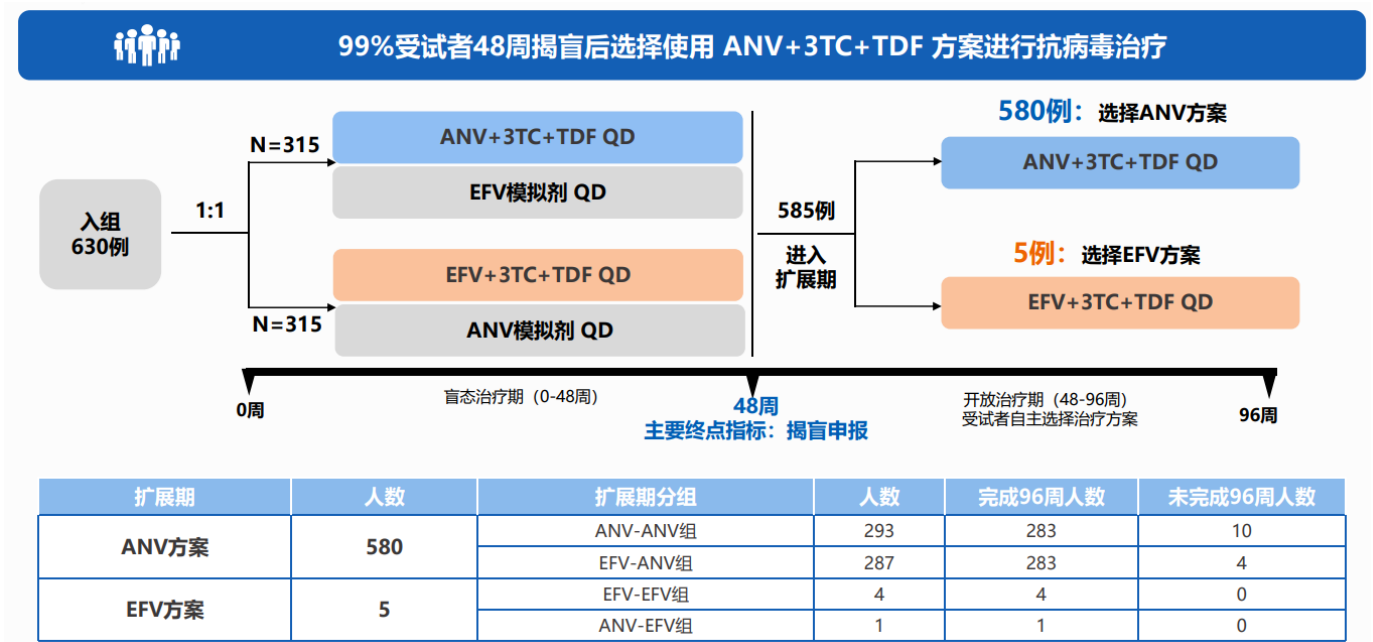 99%受试者48周揭盲后选择使用 ANV+3TC+TDF 方案进行抗病毒治疗
入组
630例
1:1
N=315
ANV+3TC+TDF QD
EFV模拟剂 QD
N=315
EFV+3TC+TDF QD
ANV模拟剂 QD
585例
进入
扩展期
580例：选择ANV方案
ANV+3TC+TDF QD
5例：选择EFV方案
EFV+3TC+TDF QD
0周
盲态治疗期（0-48周）
48周
主要终点指标：揭盲申报
开放治疗期（48-96周）
受试者自主选择治疗方案
96周
扩展期 人数 扩展期分组 人数 完成96周人数 未完成96周人数
ANV方案 580 ANV-ANV组 293 283 10
EFV-ANV组 287 283 4
EFV方案 5 EFV-EFV组 4 4 0
ANV-EFV组 1 1 0